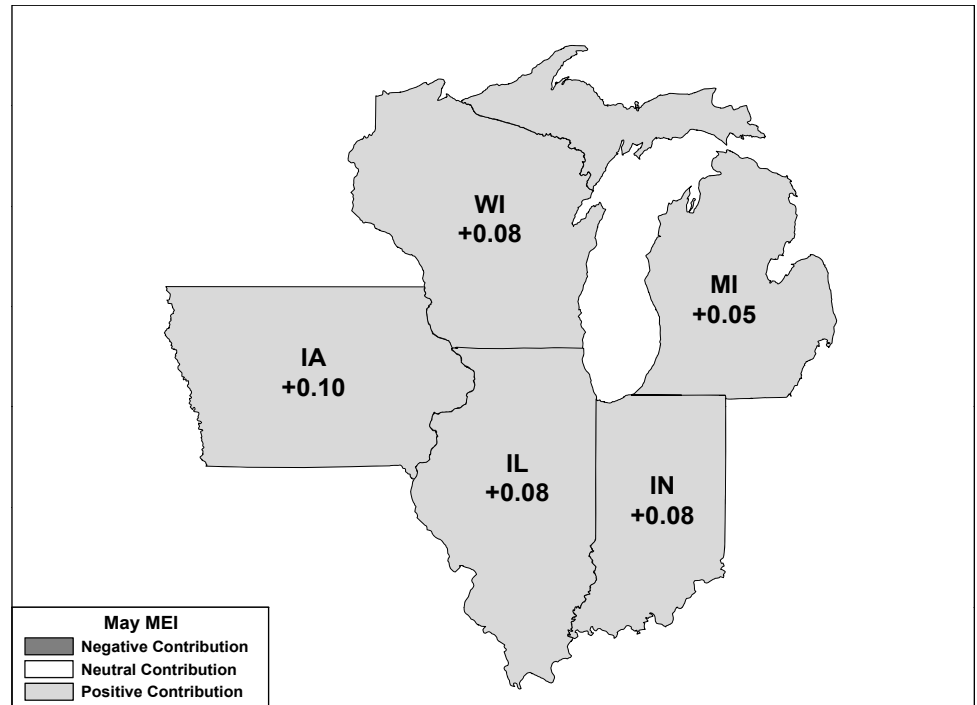 WI
+0.08
MI
+0.05
IA
+0.10
IL
+0.08
IN
+0.08
May MEI
Negative Contribution
Neutral Contribution
Positive Contribution